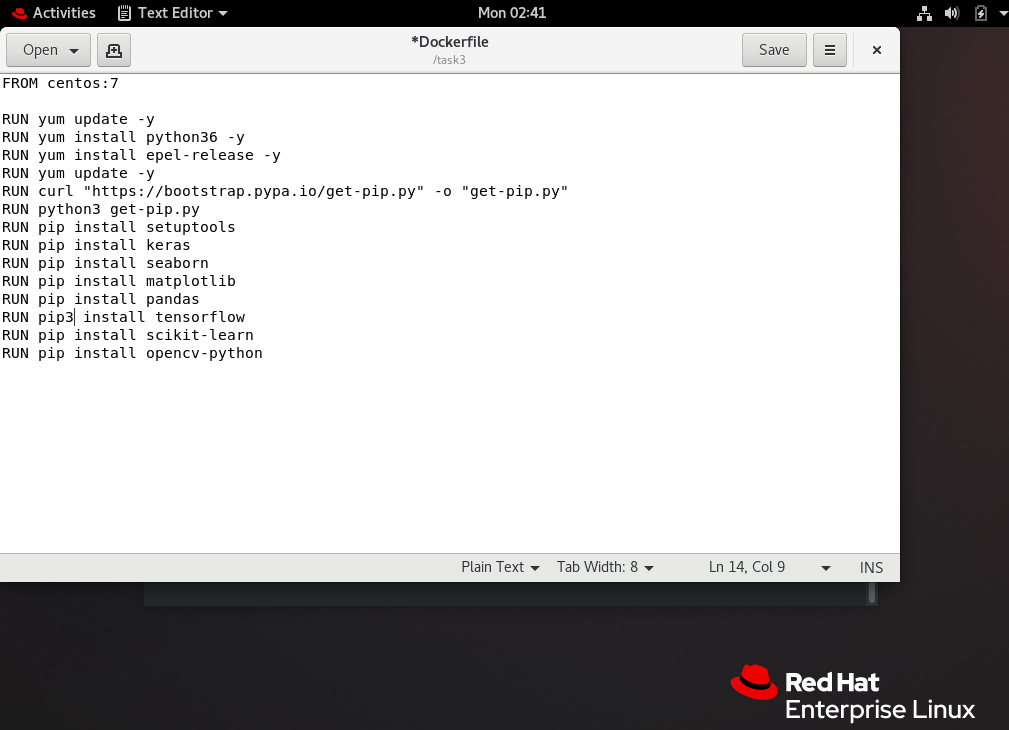 Activities Text Editor Mon 02:41
Open *Dockerfile Save
/task3
FROM centos:7
RUN yum update -y
RUN yum install python36 -y
RUN yum install epel-release -y
RUN yum update -y
RUN curl "https://bootstrap.pypa.io/get-pip.py" -o "get-pip.py"
RUN python3 get-pip.py
RUN pip install setuptools
RUN pip install keras
RUN pip install seaborn
RUN pip install matplotlib
RUN pip install pandas
RUN pip3 install tensorflow
RUN pip install scikit-learn
RUN pip install opencv-python
Plain Text Tab Width: 8 Ln 14, Col 9 INS
Red Hat
Enterprise Linux